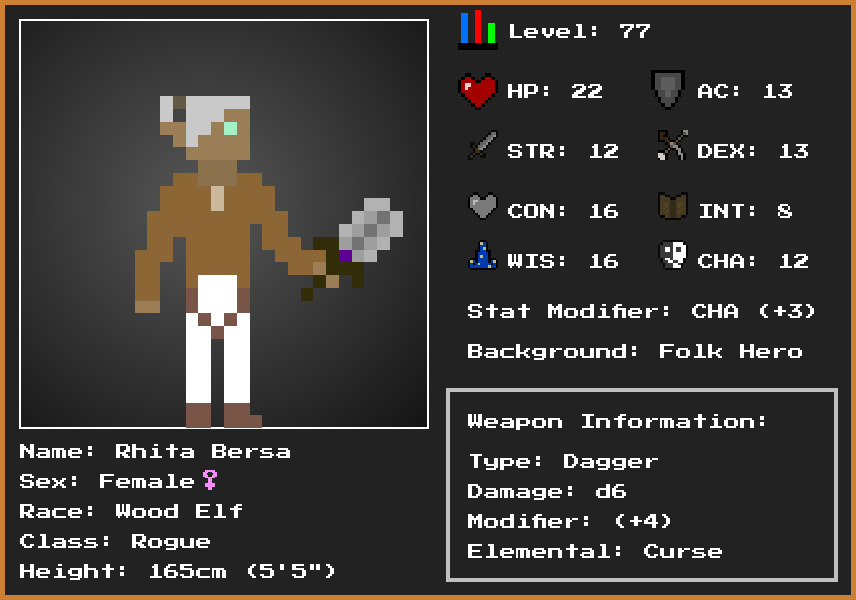 Level: 77
HP: 22
AC: 13
STR: 12
DEX: 13
CON: 16
INT: 8
WIS: 16
CHA: 12
Stat Modifier: CHA (+3)
Background: Folk Hero
Weapon Information:
Type: Dagger
Damage: d6
Modifier: (+4)
Elemental: Curse
Name: Rhita Bersa
Sex: Female♀
Race: Wood Elf
Class: Rogue
Height: 165cm (5'5")